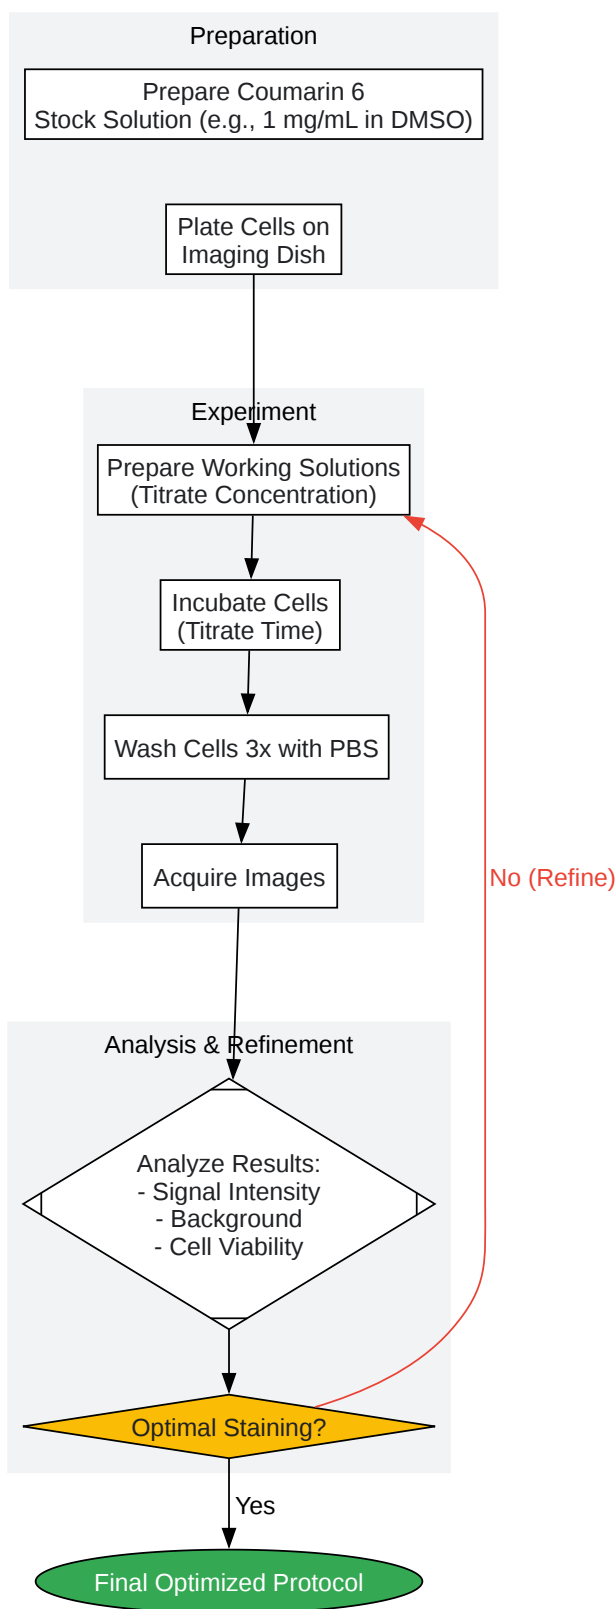 Preparation
Prepare Coumarin 6
Stock Solution (e.g., 1 mg/mL in DMSO)
Plate Cells on
Imaging Dish
Experiment
Prepare Working Solutions
(Titrate Concentration)
Incubate Cells
(Titrate Time)
Wash Cells 3x with PBS
Acquire Images
No (Refine)
Analysis & Refinement
Analyze Results:
- Signal Intensity
- Background
- Cell Viability
Optimal Staining?
Yes
Final Optimized Protocol